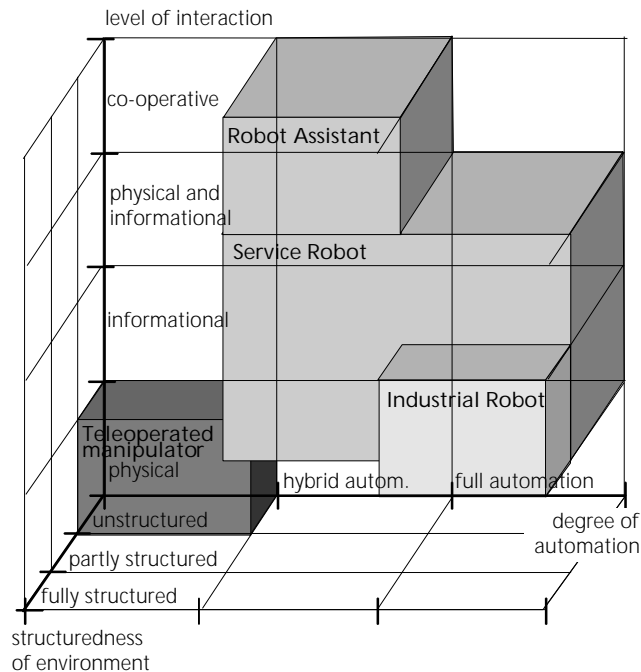 level of interaction
co-operative
Robot Assistant
physical and
informational
Service Robot
informational
Industrial Robot
Teleoperated
manipulator
physical
hybrid autom.
full automation
unstructured
degree of
automation
partly structured
fully structured
structuredness
of environment